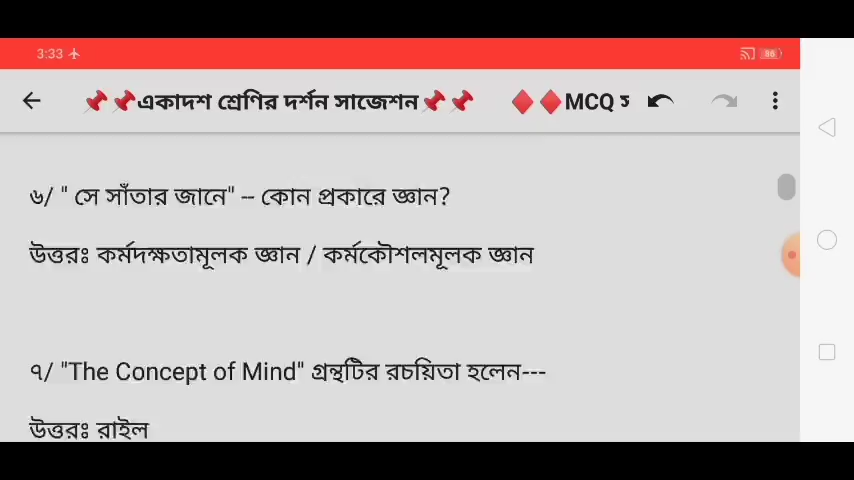 3:33
86
📌📌একাদশ শ্রেণির দর্শন সাজেশন📌📌 ♦️♦️MCQ স
৬/ " সে সাঁতার জানে" -- কোন প্রকারে জ্ঞান?
উত্তরঃ কর্মদক্ষতামূলক জ্ঞান / কর্মকৌশলমূলক জ্ঞান
৭/ "The Concept of Mind" গ্রন্থটির রচয়িতা হলেন---
উত্তরঃ রাইল